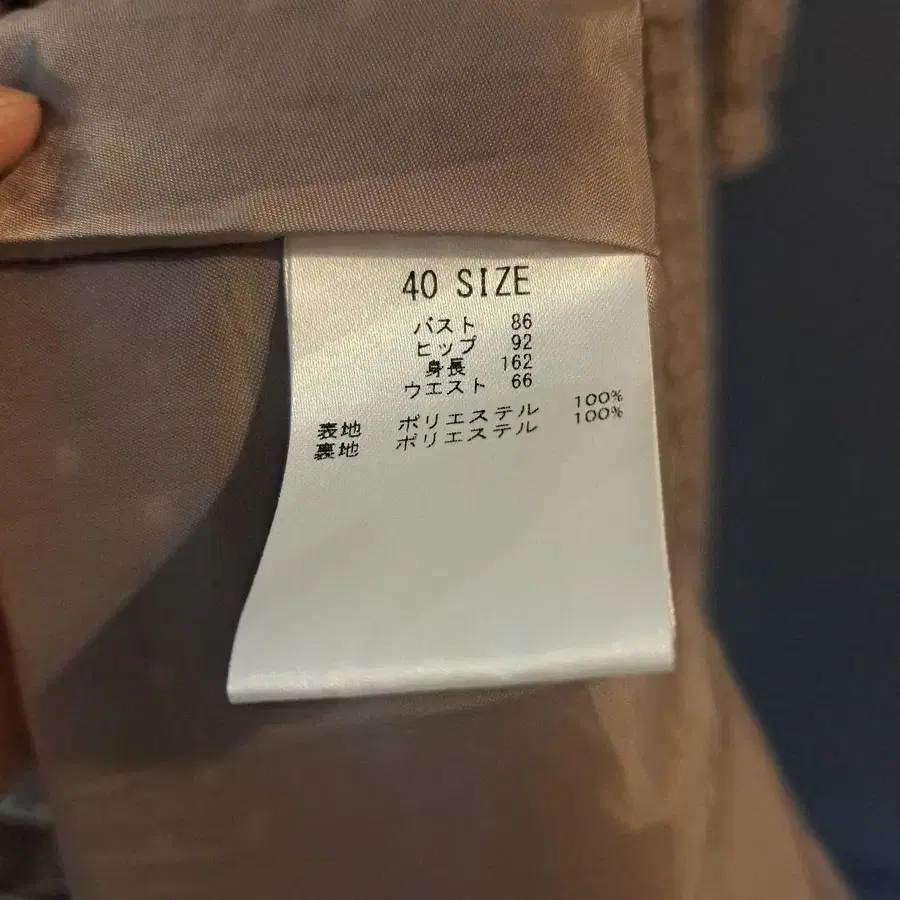 40 SIZE
バスト 86
ヒップ 92
身長 162
ウエスト 66
表地 ポリエステル 100%
裏地 ポリエステル 100%